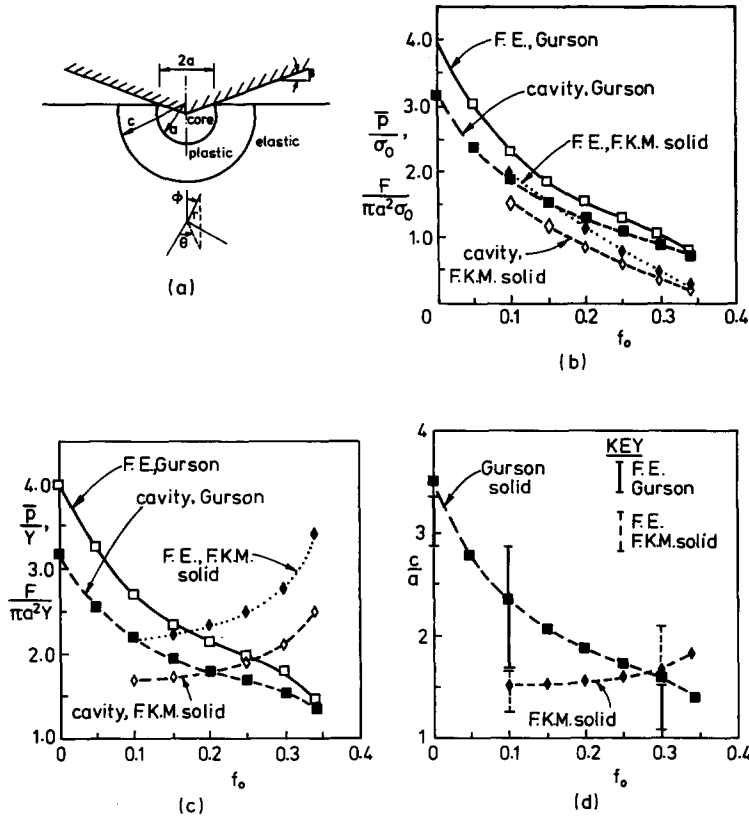 2a
β
core
c
a
plastic
elastic
ϕ
θ
(a)
4.0
3.0
2.0
1.0
p̄/σ₀,
F/πa²σ₀
F.E., Gurson
cavity, Gurson
F.E., F.K.M. solid
cavity,
F.K.M. solid
0 0.1 0.2 0.3 0.4
f₀
(b)
4.0
3.0
2.0
1.0
p̄/Y,
F/πa²Y
F.E., Gurson
cavity, Gurson
F.E., F.K.M.
solid
cavity, F.K.M. solid
0 0.1 0.2 0.3 0.4
f₀
(c)
4
3
2
1
c/a
Gurson
solid
KEY
F.E.
Gurson
F.E.
F.K.M. solid
F.K.M. solid
0 0.1 0.2 0.3 0.4
f₀
(d)